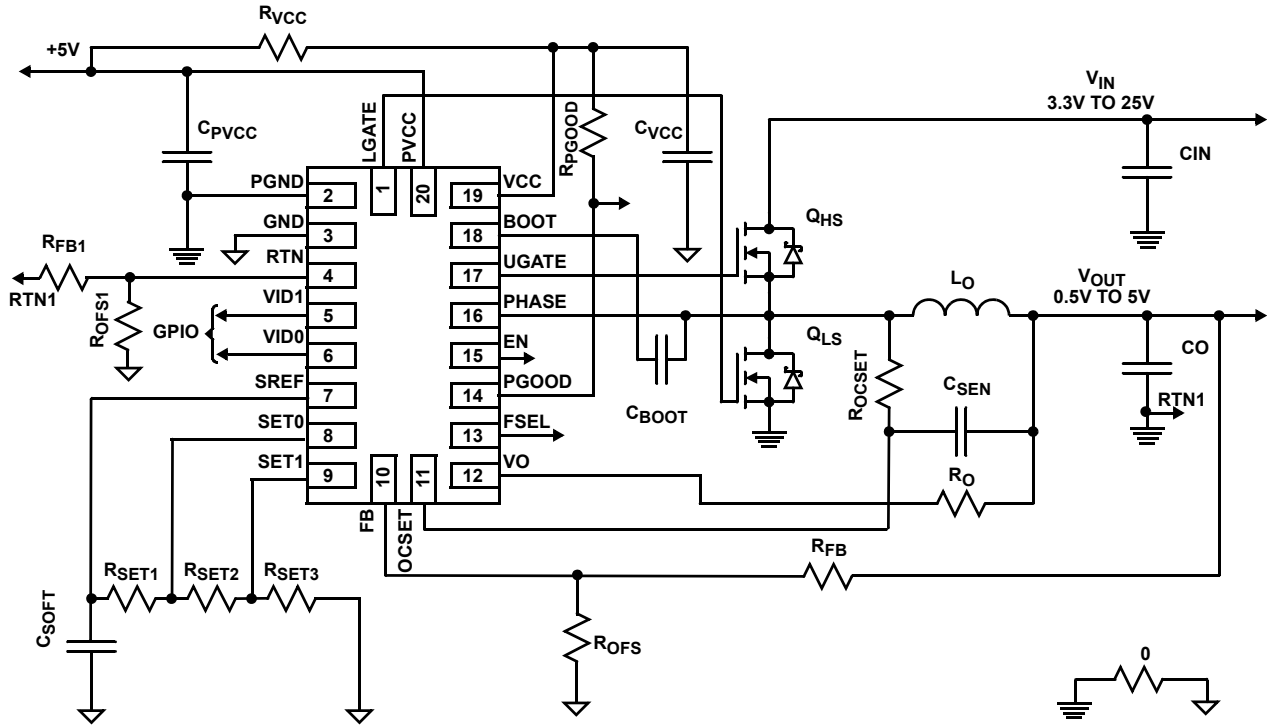 RVCC
+5V
VIN
3.3V TO 25V
CPVCC
LGATE
PVCC
RPGOOD
CVCC
CIN
PGND
2
1
20
19
VCC
GND
3
18
BOOT
QHS
RFB1
RTN
4
17
UGATE
RTN1
ROFS1
VID1
5
16
PHASE
LO
VOUT
0.5V TO 5V
GPIO
VID0
6
15
EN
QLS
CO
SREF
7
14
PGOOD
CBOOT
ROCSET
CSEN
RTN1
SET0
8
13
FSEL
SET1
9
10
11
12
VO
RO
FB
OCSET
RFB
RSET1
RSET2
RSET3
CSOFT
ROFS
0